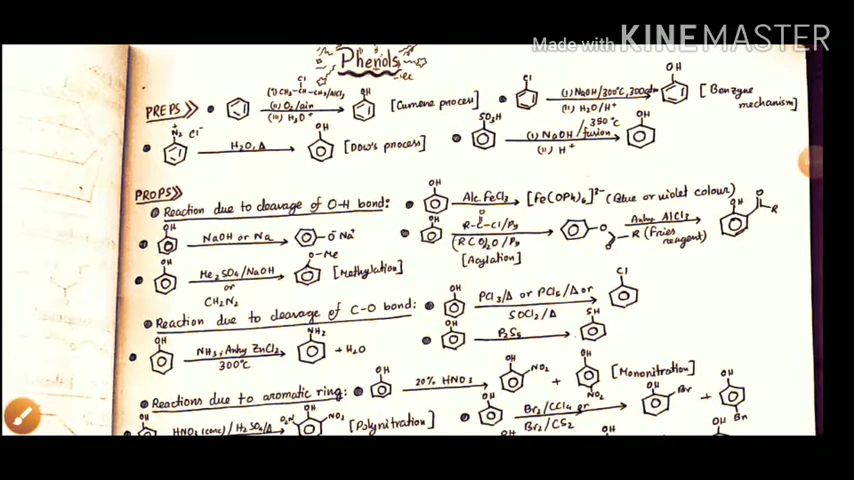 Made with KINEMASTER
Phenols
PREPS>> (i) CH3-CH-CH3/AlCl3 Cl (ii) O2/air (iii) H3O+ OH [Cumene process] Cl (i) NaOH/300°C, 300atm (ii) H2O/H+ OH [Benzyne mechanism]
N2+ Cl- H2O, Δ OH [Dow's process] SO3H (i) NaOH/fusion/350°C (ii) H+ OH
PROPS>>
Reaction due to cleavage of O-H bond: OH Alc. FeCl3 [Fe(OPh)6]3- (Blue or violet colour)
OH NaOH or Na O- Na+ OH R-C-Cl/Py O (RCO)2O/Py [Acylation] O R Anhy AlCl3 (Fries reagent) OH O R
OH Me2SO4/NaOH or CH2N2 O-Me [Methylation]
Reaction due to cleavage of C-O bond: OH PCl3/Δ or PCl5/Δ or SOCl2/Δ Cl
OH NH3+Anhy ZnCl2 300°C NH2 + H2O OH P2S5 SH
Reactions due to aromatic ring: OH 20% HNO3 OH NO2 + OH NO2 [Mononitration]
OH HNO3 (conc)/H2SO4/Δ O2N OH NO2 [Polynitration] OH Br2/CCl4 or Br2/CS2 OH Br + OH Br
OH OH OH